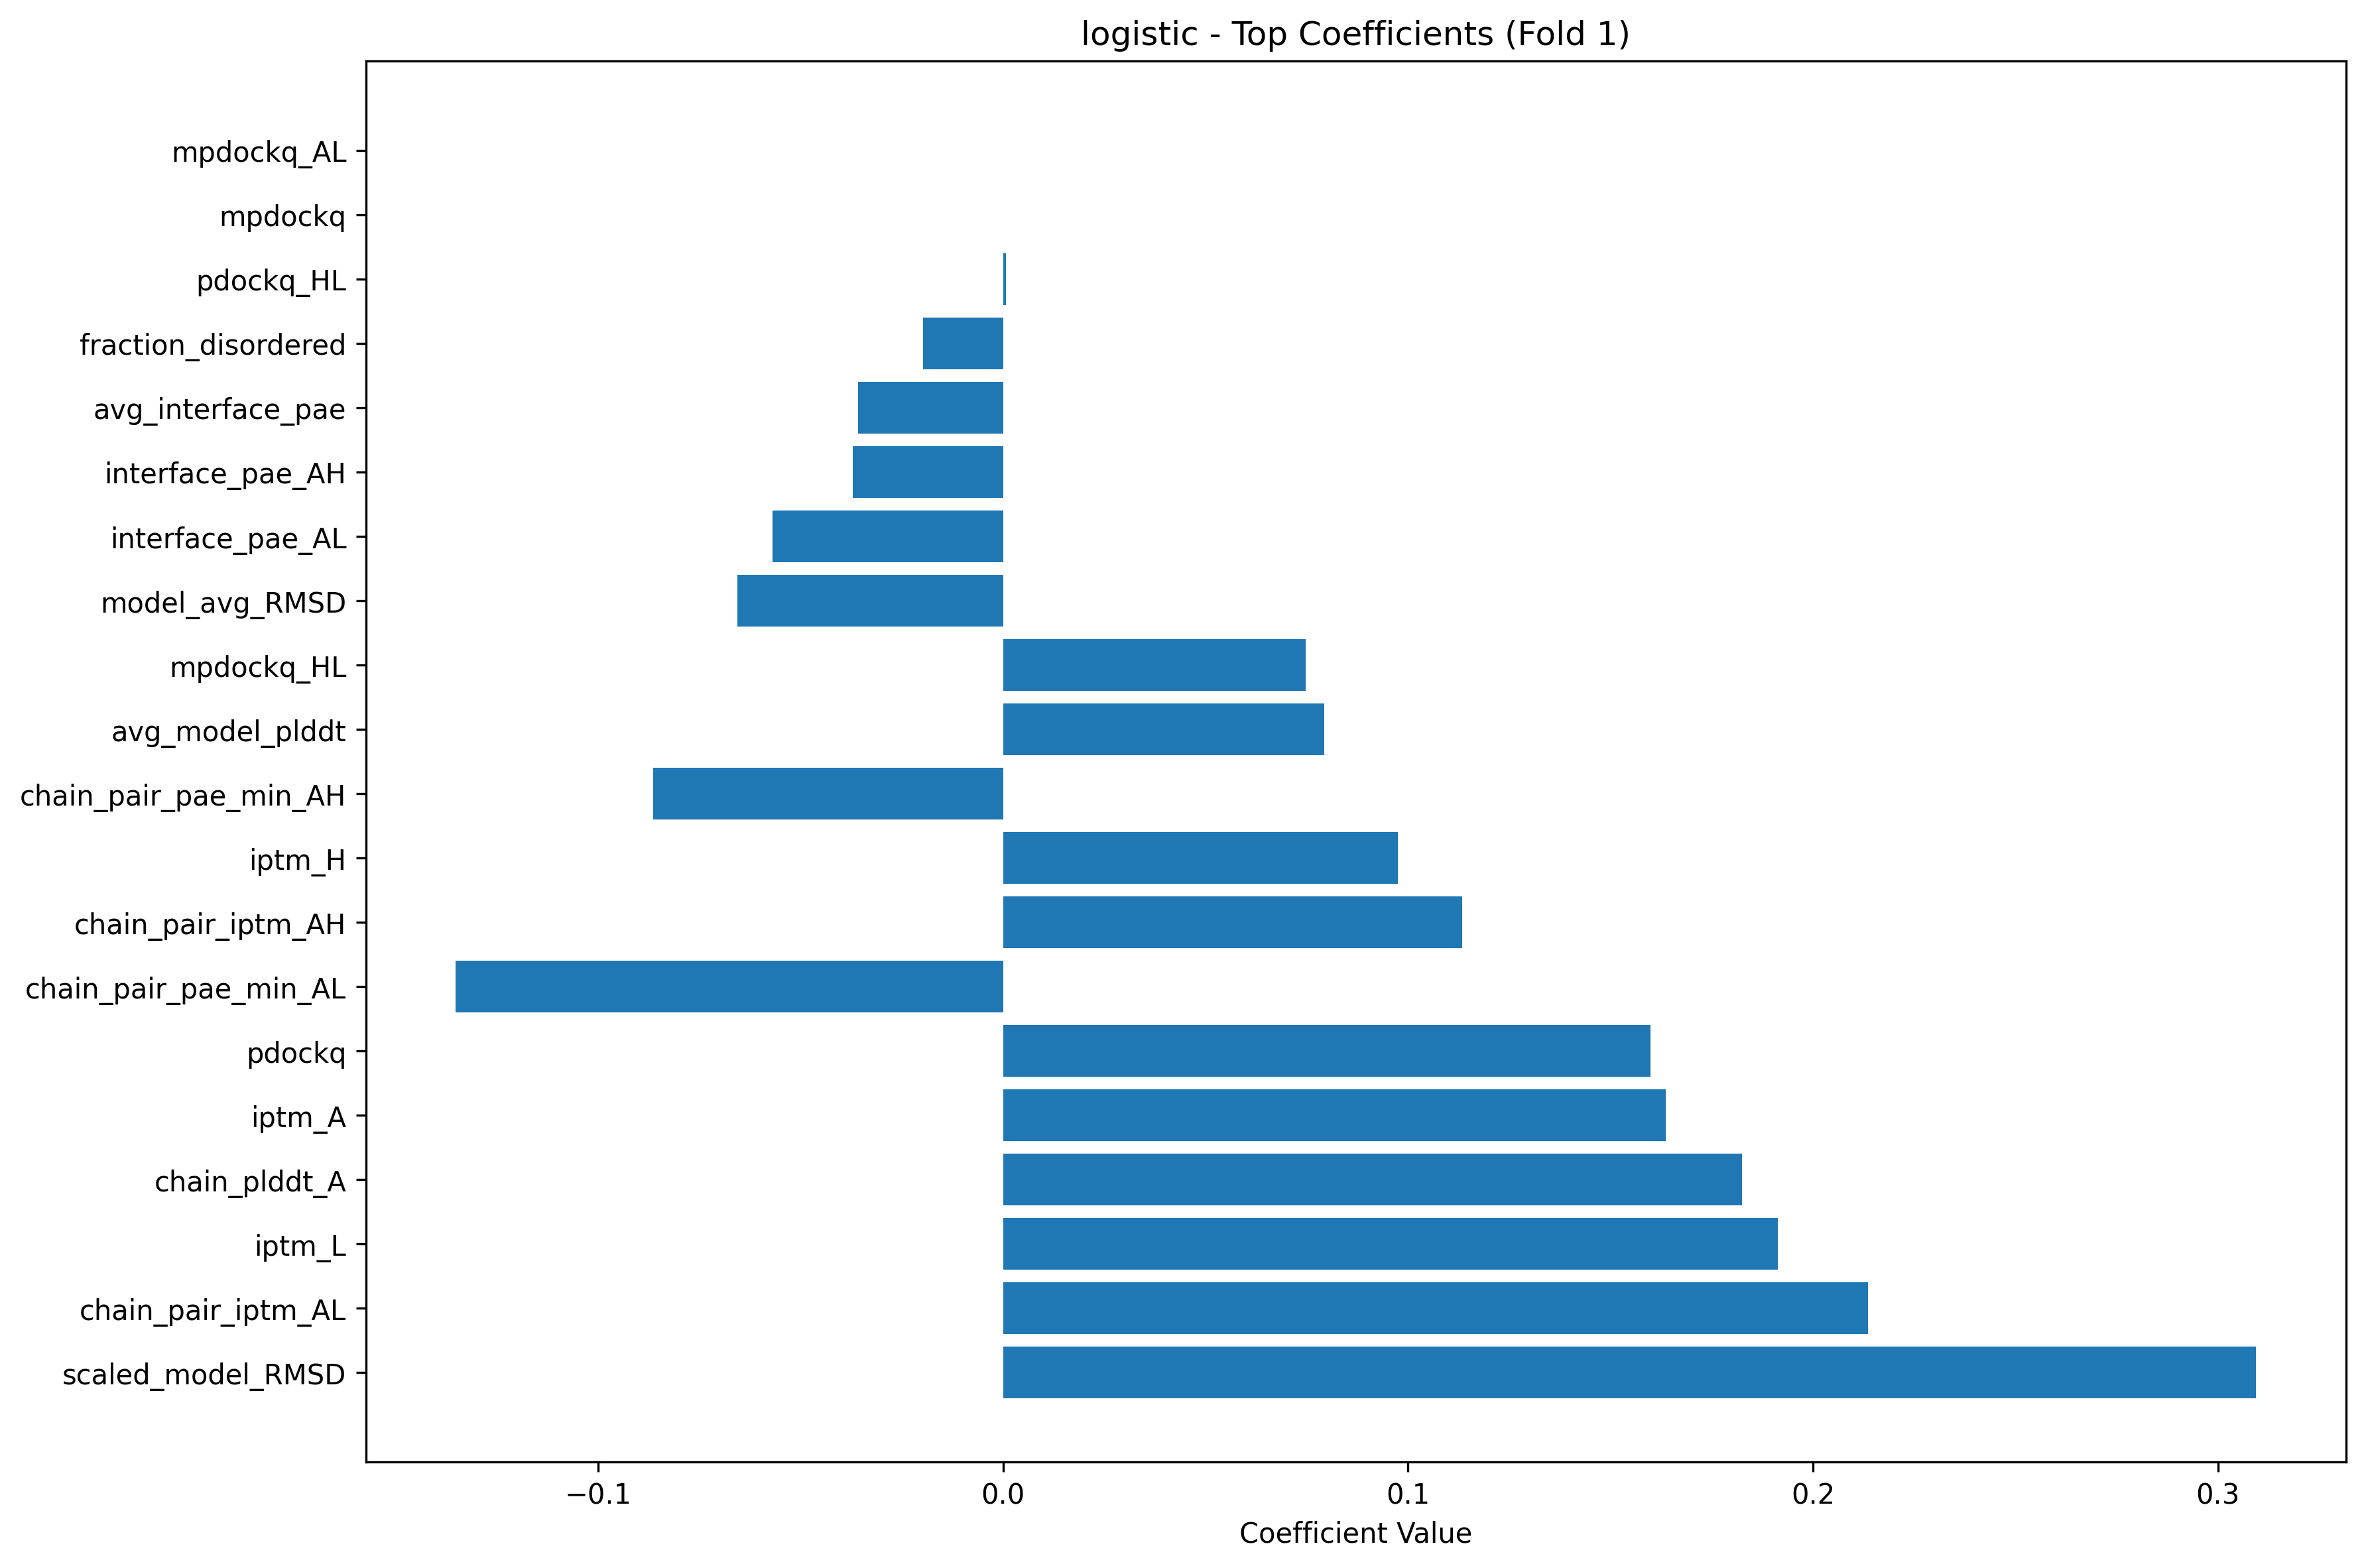 logistic - Top Coefficients (Fold 1)
mpdockq_AL
mpdockq
pdockq_HL
fraction_disordered
avg_interface_pae
interface_pae_AH
interface_pae_AL
model_avg_RMSD
mpdockq_HL
avg_model_plddt
chain_pair_pae_min_AH
iptm_H
chain_pair_iptm_AH
chain_pair_pae_min_AL
pdockq
iptm_A
chain_plddt_A
iptm_L
chain_pair_iptm_AL
scaled_model_RMSD
−0.1 0.0 0.1 0.2 0.3
Coefficient Value